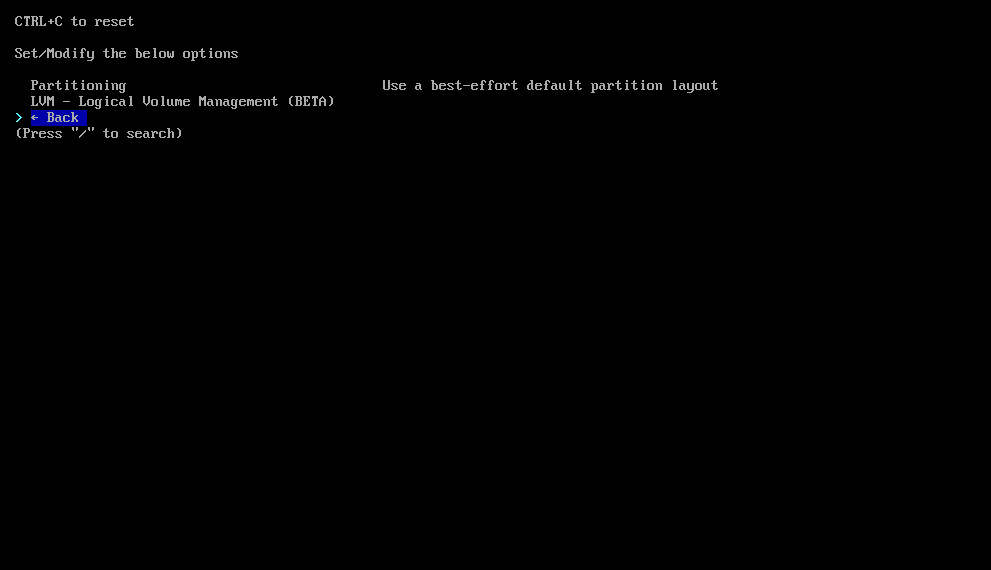 CTRL+C to reset
Set/Modify the below options
Partitioning Use a best-effort default partition layout
LVM - Logical Volume Management (BETA)
> ← Back
(Press "/" to search)